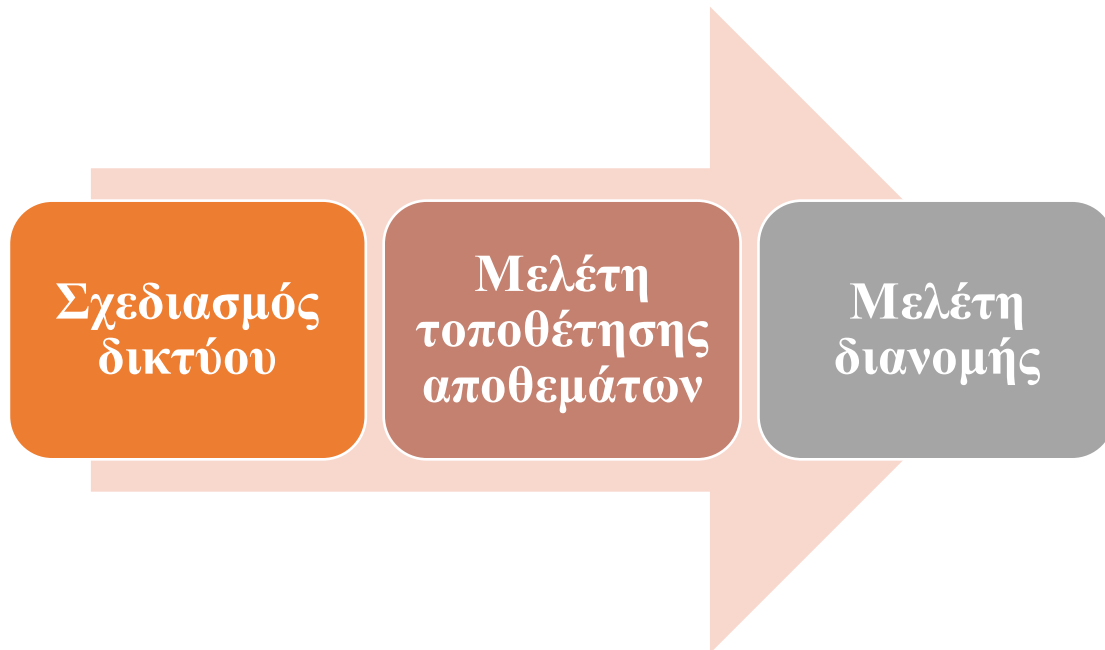 Σχεδιασμός
δικτύου
Μελέτη
τοποθέτησης
αποθεμάτων
Μελέτη
διανομής